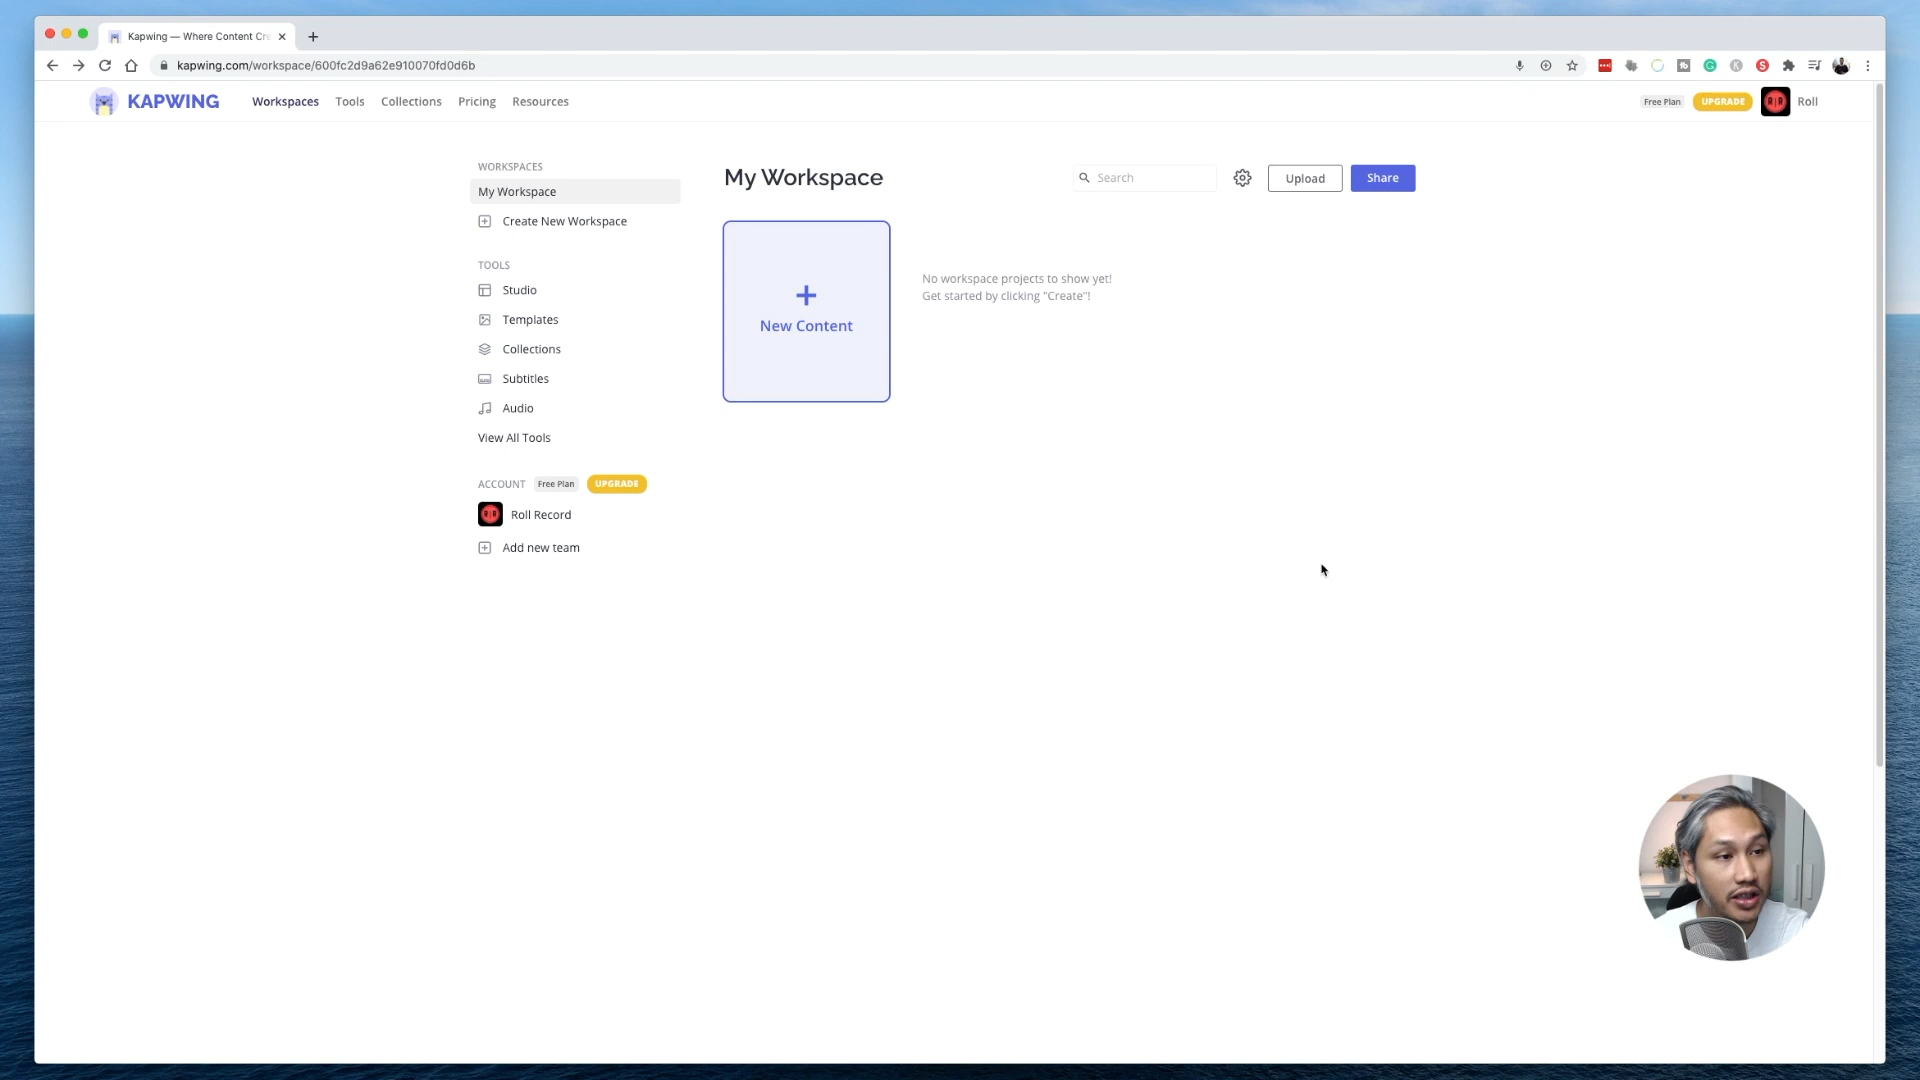 Kapwing — Where Content Cre
kapwing.com/workspace/600fc2d9a62e910070fd0d6b
KAPWING
Workspaces
Tools
Collections
Pricing
Resources
Free Plan
UPGRADE
Roll
WORKSPACES
My Workspace
Create New Workspace
TOOLS
Studio
Templates
Collections
Subtitles
Audio
View All Tools
ACCOUNT Free Plan UPGRADE
Roll Record
Add new team
My Workspace
Search
Upload
Share
New Content
No workspace projects to show yet!
Get started by clicking "Create"!